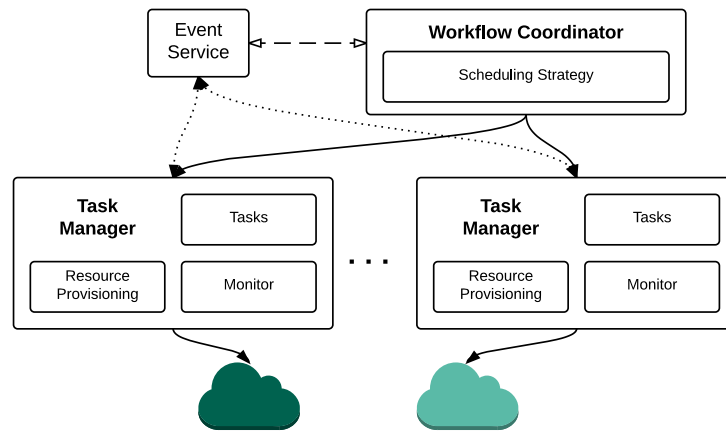 Event
Service
Workflow Coordinator
Scheduling Strategy
Task
Manager
Tasks
Resource
Provisioning
Monitor
. . .
Task
Manager
Tasks
Resource
Provisioning
Monitor